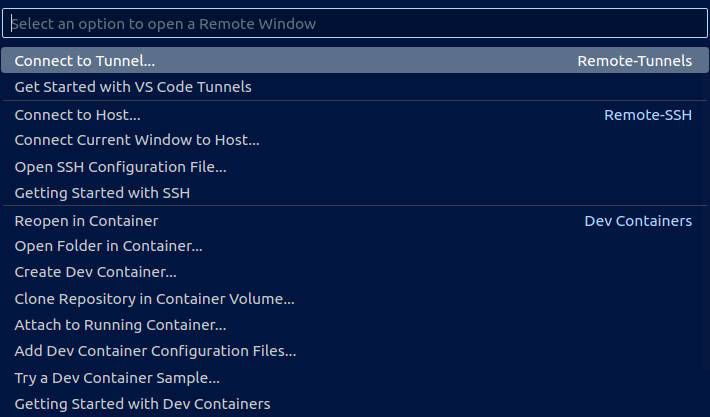 Select an option to open a Remote Window
Connect to Tunnel... Remote-Tunnels
Get Started with VS Code Tunnels
Connect to Host... Remote-SSH
Connect Current Window to Host...
Open SSH Configuration File...
Getting Started with SSH
Reopen in Container Dev Containers
Open Folder in Container...
Create Dev Container...
Clone Repository in Container Volume...
Attach to Running Container...
Add Dev Container Configuration Files...
Try a Dev Container Sample...
Getting Started with Dev Containers